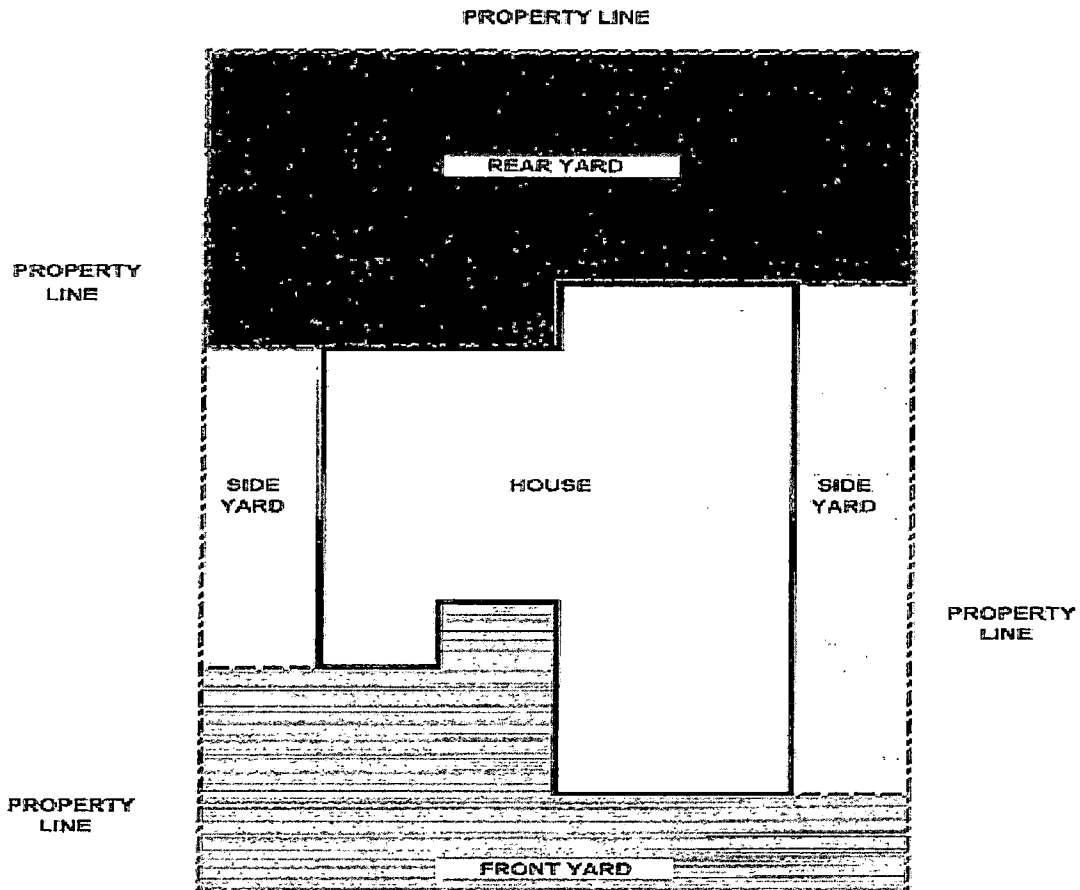 PROPERTY LINE
REAR YARD
PROPERTY
LINE
SIDE
YARD
HOUSE
SIDE
YARD
PROPERTY
LINE
PROPERTY
LINE
FRONT YARD